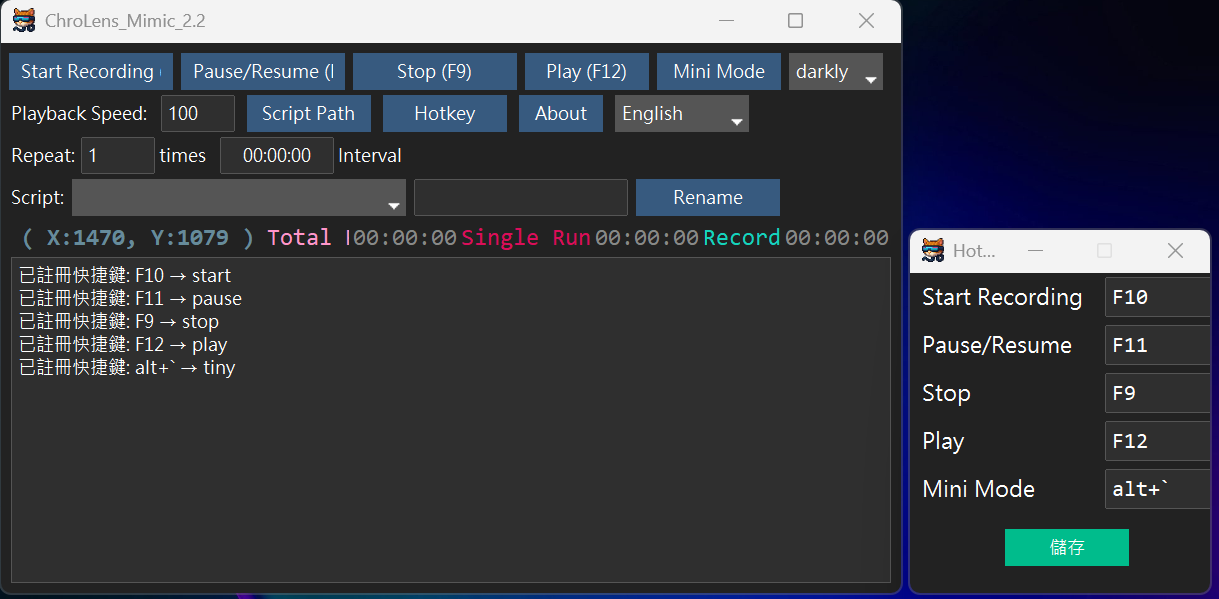 ChroLens_Mimic_2.2
Start Recording Pause/Resume Stop (F9) Play (F12) Mini Mode darkly
Playback Speed: 100 Script Path Hotkey About English
Repeat: 1 times 00:00:00 Interval
Script: Rename
( X:1470, Y:1079 ) Total 00:00:00 Single Run 00:00:00 Record 00:00:00
已註冊快捷鍵: F10 → start
已註冊快捷鍵: F11 → pause
已註冊快捷鍵: F9 → stop
已註冊快捷鍵: F12 → play
已註冊快捷鍵: alt+` → tiny
Hot...
Start Recording F10
Pause/Resume F11
Stop F9
Play F12
Mini Mode alt+`
儲存